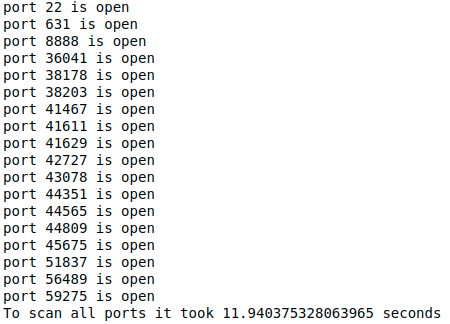 port 22 is open
port 631 is open
port 8888 is open
port 36041 is open
port 38178 is open
port 38203 is open
port 41467 is open
port 41611 is open
port 41629 is open
port 42727 is open
port 43078 is open
port 44351 is open
port 44565 is open
port 44809 is open
port 45675 is open
port 51837 is open
port 56489 is open
port 59275 is open
To scan all ports it took 11.940375328063965 seconds